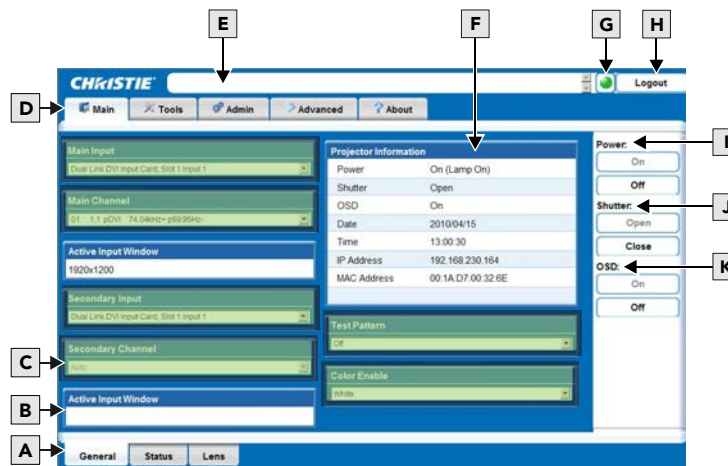 E
F
G
H
CHRISTIE
Logout
D
Main
Tools
Admin
Advanced
About
Main Input
Dual Link DVI Input Card, Slot 1 Input 1
Main Channel
01. 1.1 pDVI 74.04kHz+ p59.95Hz-
Active Input Window
1920x1200
Secondary Input
Dual Link DVI Input Card, Slot 1 Input 1
C
Secondary Channel
Auto
B
Active Input Window
Projector Information
Power On (Lamp On)
Shutter Open
OSD On
Date 2010/04/15
Time 13:00:30
IP Address 192.168.230.164
MAC Address 00:1A:D7:00:32:6E
Test Pattern
Off
Color Enable
White
Power:
I
On
Off
Shutter:
J
Open
Close
OSD:
K
On
Off
A
General
Status
Lens